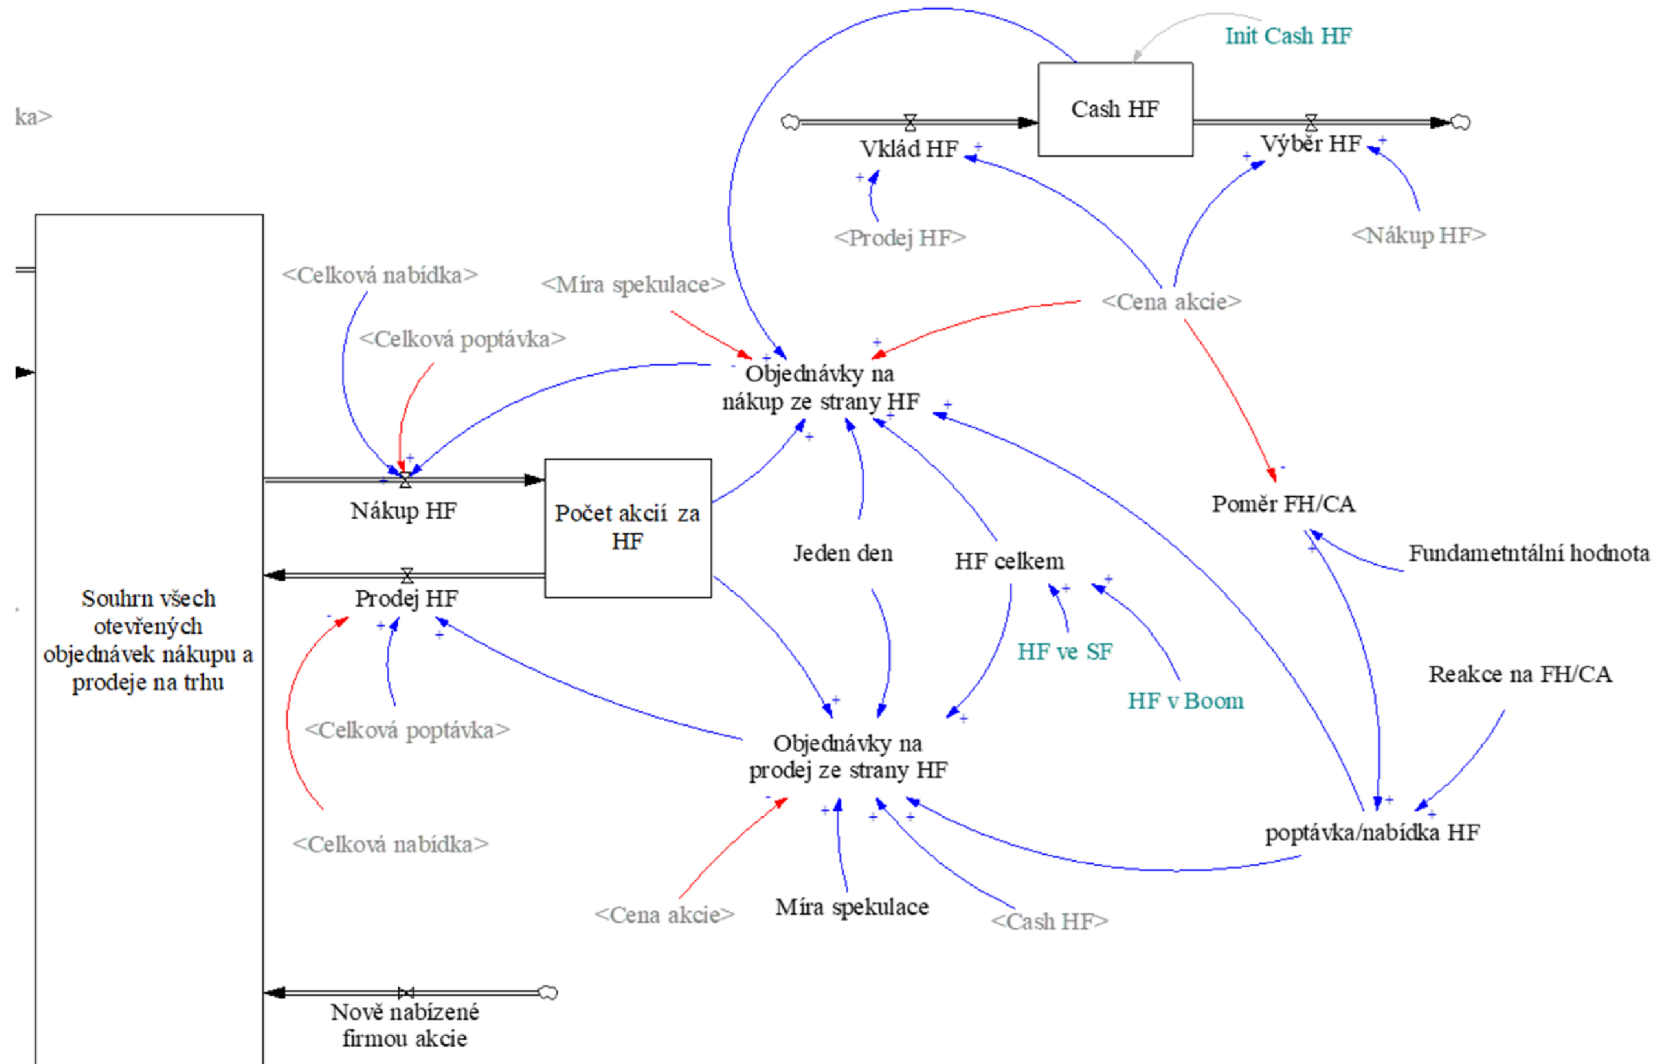 Init Cash HF
ka>
Cash HF
Vklád HF
Výběr HF
<Prodej HF>
<Nákup HF>
<Celková nabídka>
<Míra spekulace>
<Cena akcie>
<Celková poptávka>
Objednávky na
nákup ze strany HF
Nákup HF
Počet akcií za
HF
Poměr FH/CA
Jeden den
HF celkem
Fundametntální hodnota
Prodej HF
Souhrn všech
otevřených
objednávek nákupu a
prodeje na trhu
HF ve SF
HF v Boom
Reakce na FH/CA
<Celková poptávka>
Objednávky na
prodej ze strany HF
<Celková nabídka>
poptávka/nabídka HF
<Cena akcie>
Míra spekulace
<Cash HF>
Nově nabízené
firmou akcie